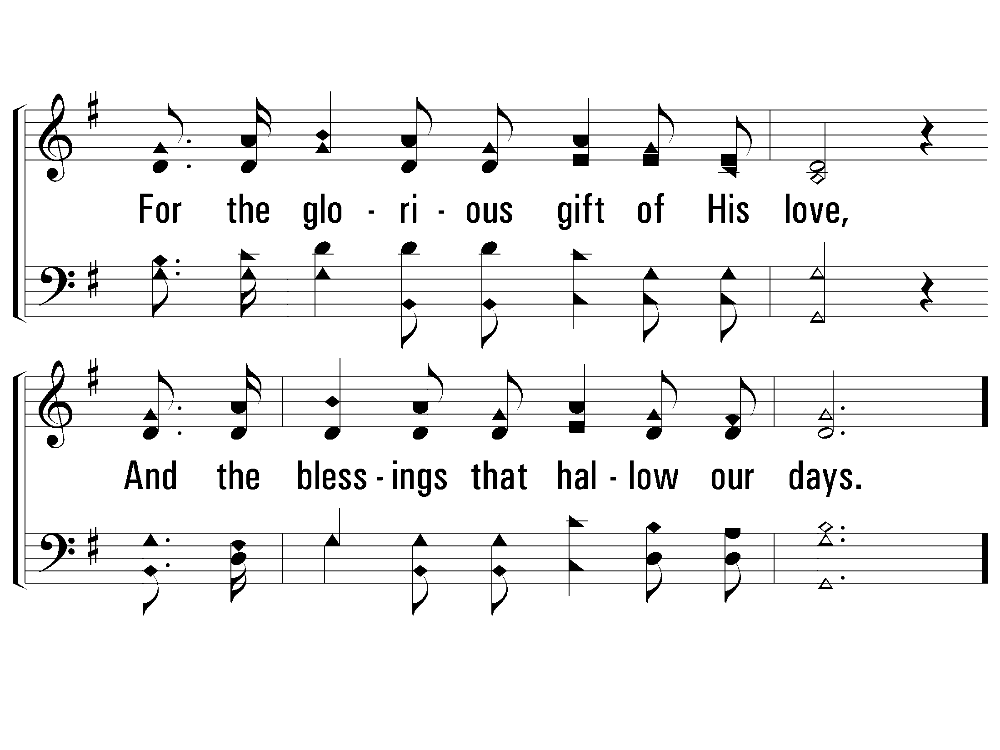 For the glo - ri - ous gift of His love,
And the bless - ings that hal - low our days.